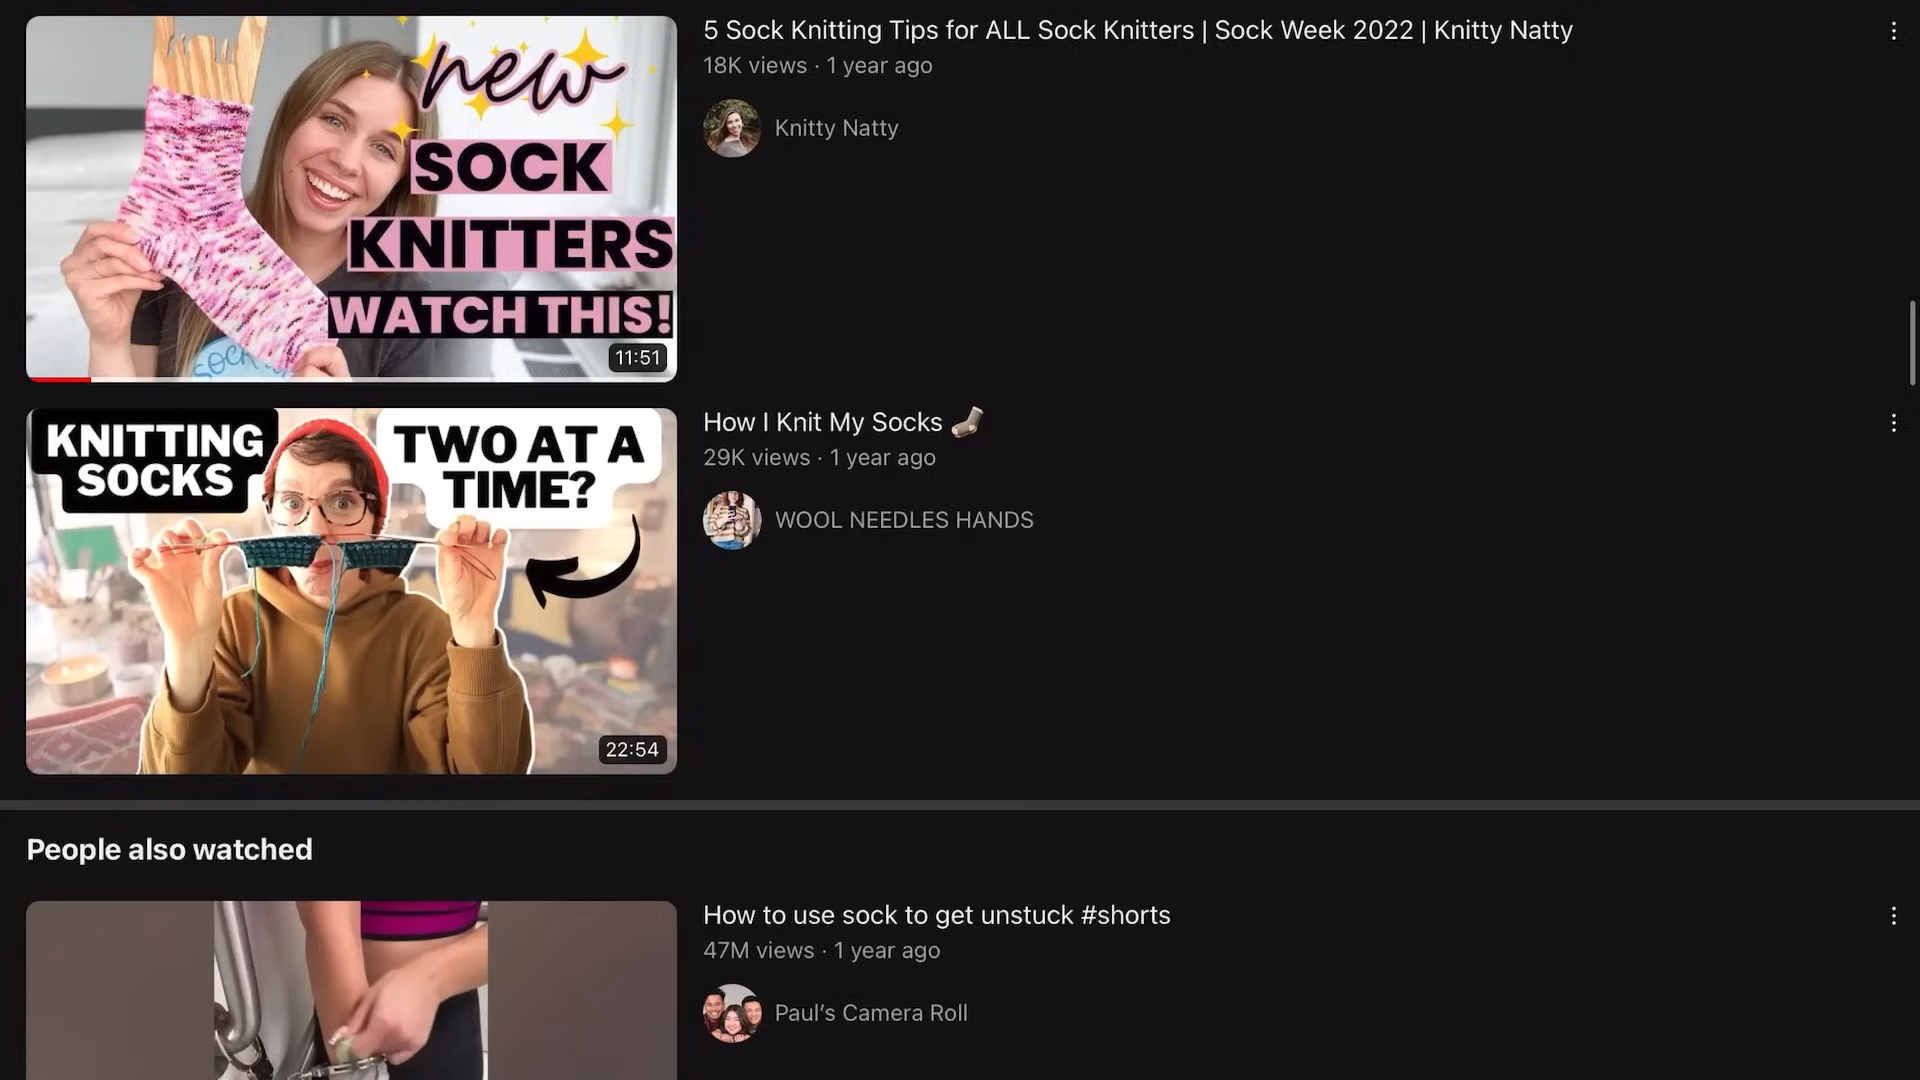 new
SOCK
KNITTERS
WATCH THIS!
11:51
5 Sock Knitting Tips for ALL Sock Knitters | Sock Week 2022 | Knitty Natty
18K views · 1 year ago
Knitty Natty
KNITTING
SOCKS
TWO AT A
TIME?
22:54
How I Knit My Socks 🧦
29K views · 1 year ago
WOOL NEEDLES HANDS
People also watched
How to use sock to get unstuck #shorts
47M views · 1 year ago
Paul’s Camera Roll